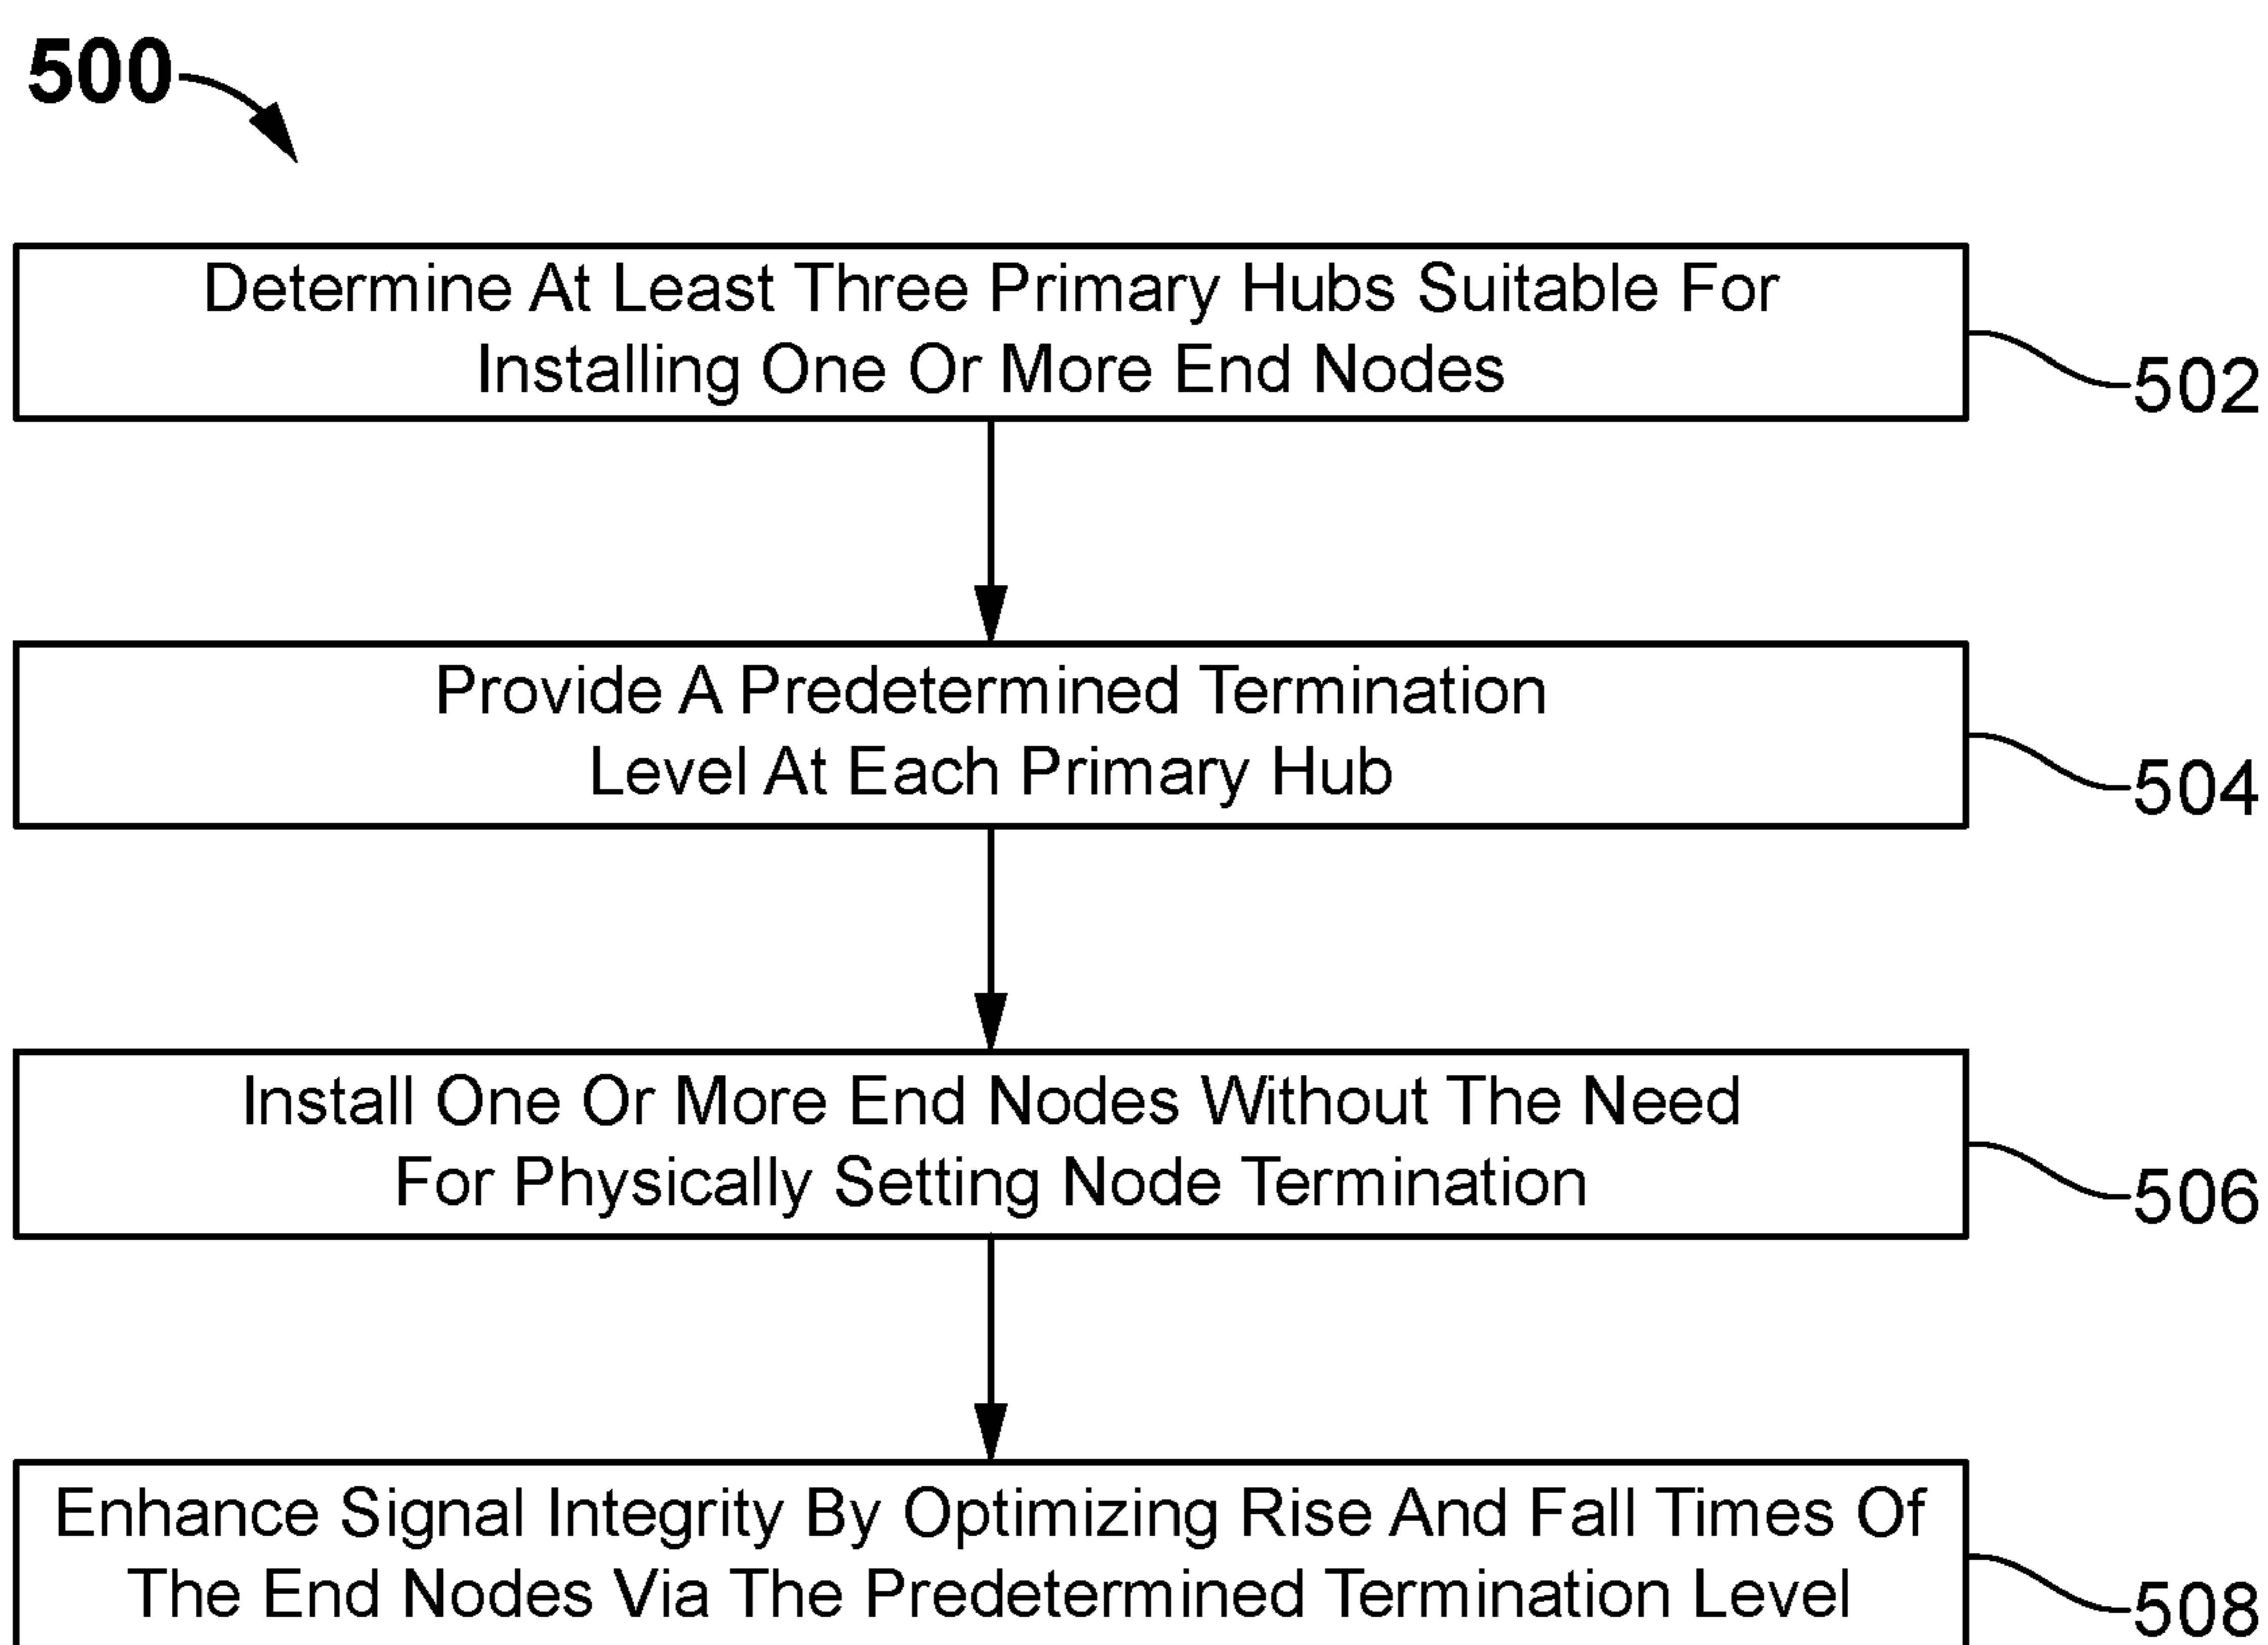 500
Determine At Least Three Primary Hubs Suitable For
Installing One Or More End Nodes
502
Provide A Predetermined Termination
Level At Each Primary Hub
504
Install One Or More End Nodes Without The Need
For Physically Setting Node Termination
506
Enhance Signal Integrity By Optimizing Rise And Fall Times Of
The End Nodes Via The Predetermined Termination Level
508